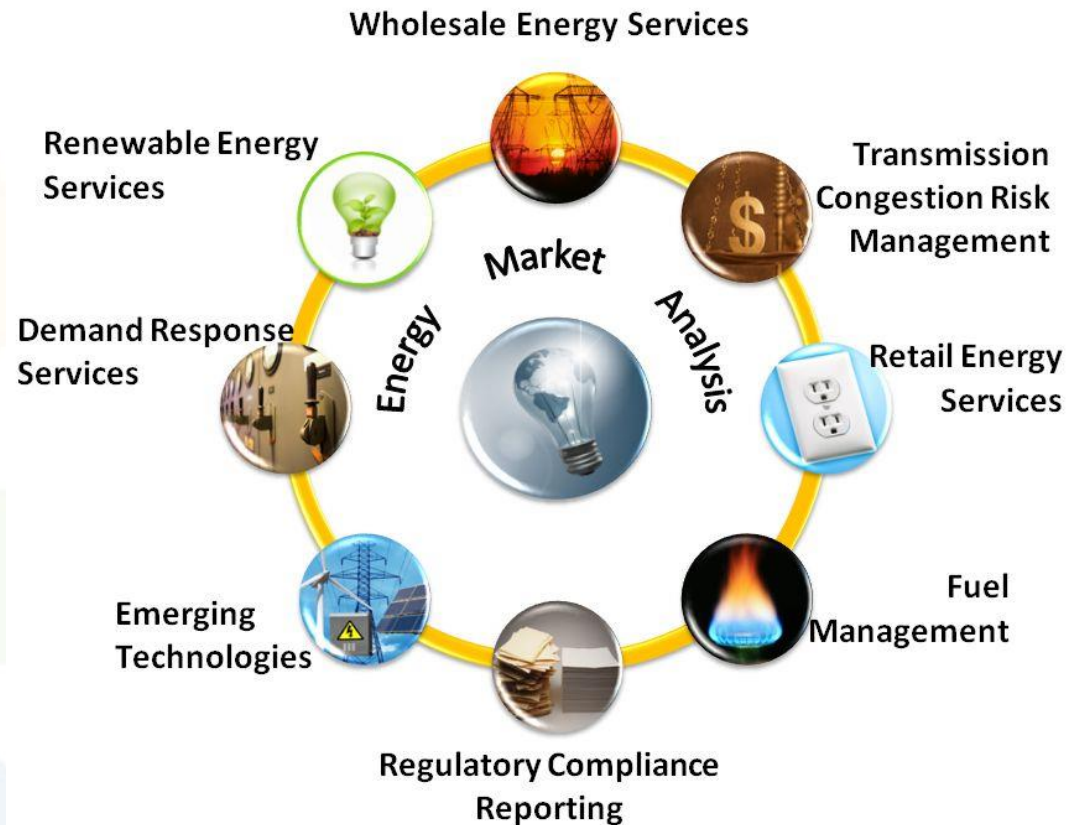 Wholesale Energy Services
Renewable Energy
Services
Transmission
Congestion Risk
Management
Energy Market Analysis
Demand Response
Services
Retail Energy
Services
Emerging
Technologies
Fuel
Management
Regulatory Compliance
Reporting
$